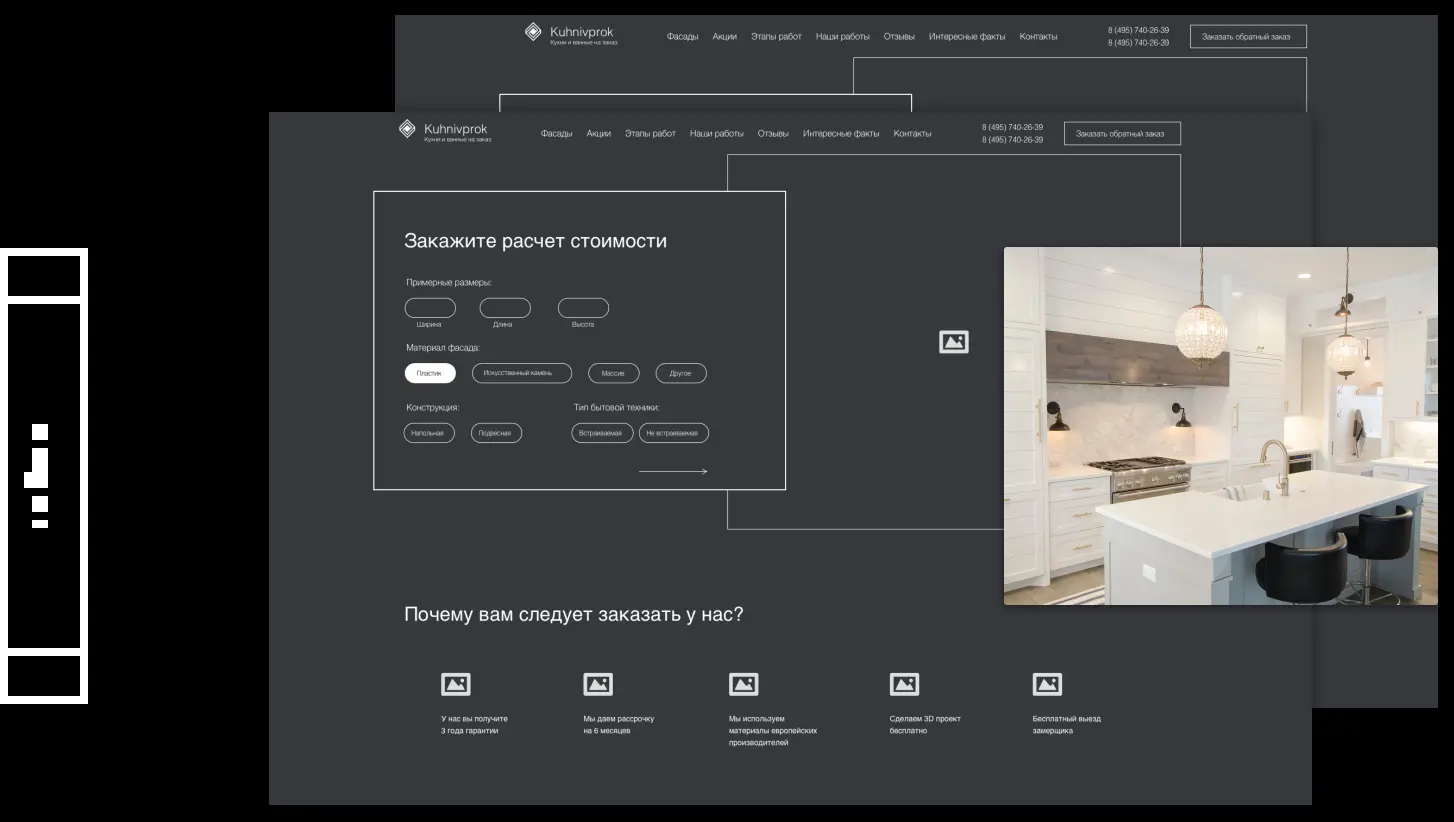 Kuhnivprok
Кухни и ванные на заказ
Фасады
Акции
Этапы работ
Наши работы
Отзывы
Интересные факты
Контакты
8 (495) 740-26-39
8 (495) 740-26-39
Заказать обратный заказ
Kuhnivprok
Кухни и ванные на заказ
Фасады
Акции
Этапы работ
Наши работы
Отзывы
Интересные факты
Контакты
8 (495) 740-26-39
8 (495) 740-26-39
Заказать обратный заказ
Закажите расчет стоимости
Примерные размеры:
Ширина
Длина
Высота
Материал фасада:
Пластик
Искусственный камень
Массив
Другое
Конструкция:
Тип бытовой техники:
Напольная
Подвесная
Встраиваемая
Не встраиваемая
Почему вам следует заказать у нас?
У нас вы получите
3 года гарантии
Мы даем рассрочку
на 6 месяцев
Мы используем
материалы европейских
производителей
Сделаем 3D проект
бесплатно
Бесплатный выезд
замерщика